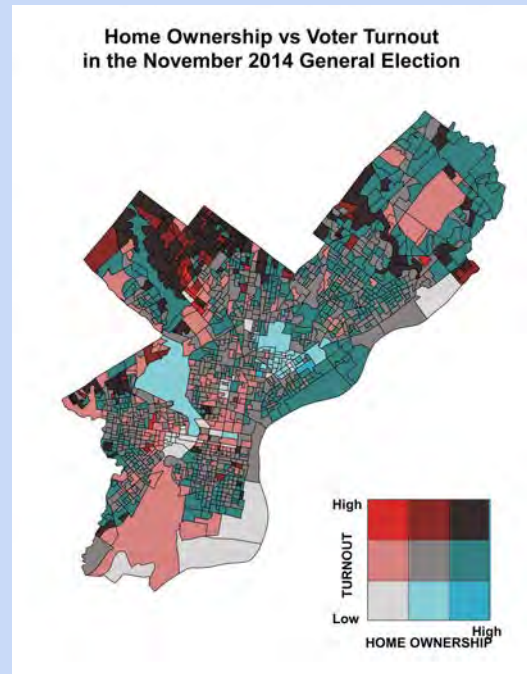 Home Ownership vs Voter Turnout
in the November 2014 General Election
High
TURNOUT
Low
High
HOME OWNERSHIP